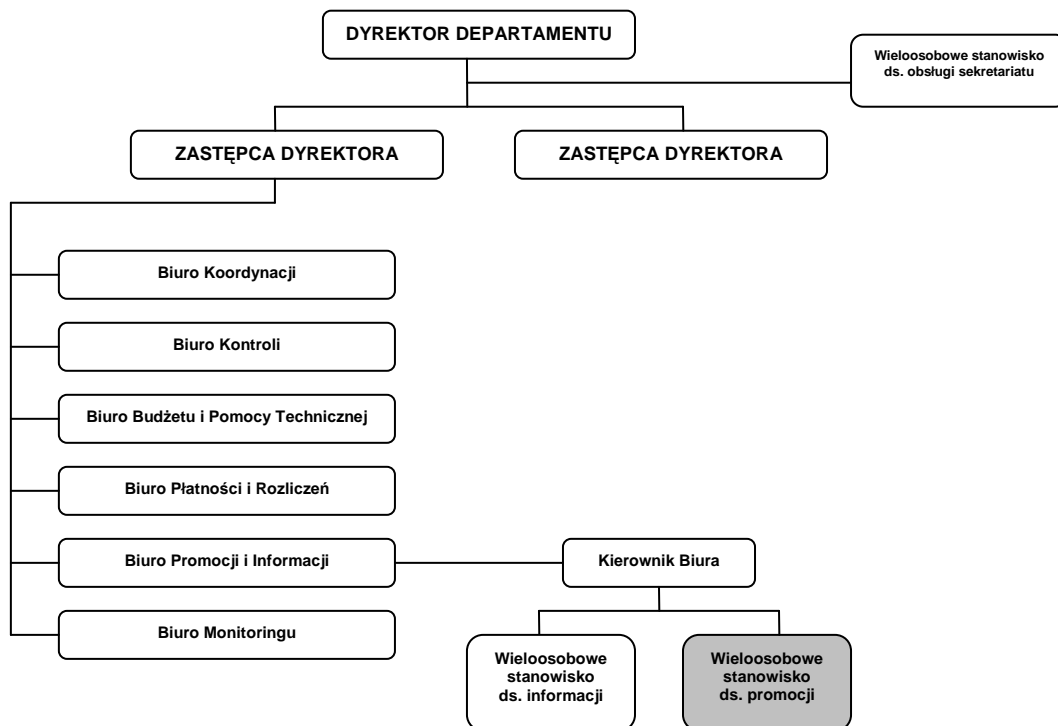 DYREKTOR DEPARTAMENTU
Wieloosobowe stanowisko
ds. obsługi sekretariatu
ZASTĘPCA DYREKTORA
ZASTĘPCA DYREKTORA
Biuro Koordynacji
Biuro Kontroli
Biuro Budżetu i Pomocy Technicznej
Biuro Płatności i Rozliczeń
Biuro Promocji i Informacji
Kierownik Biura
Biuro Monitoringu
Wieloosobowe
stanowisko
ds. informacji
Wieloosobowe
stanowisko
ds. promocji